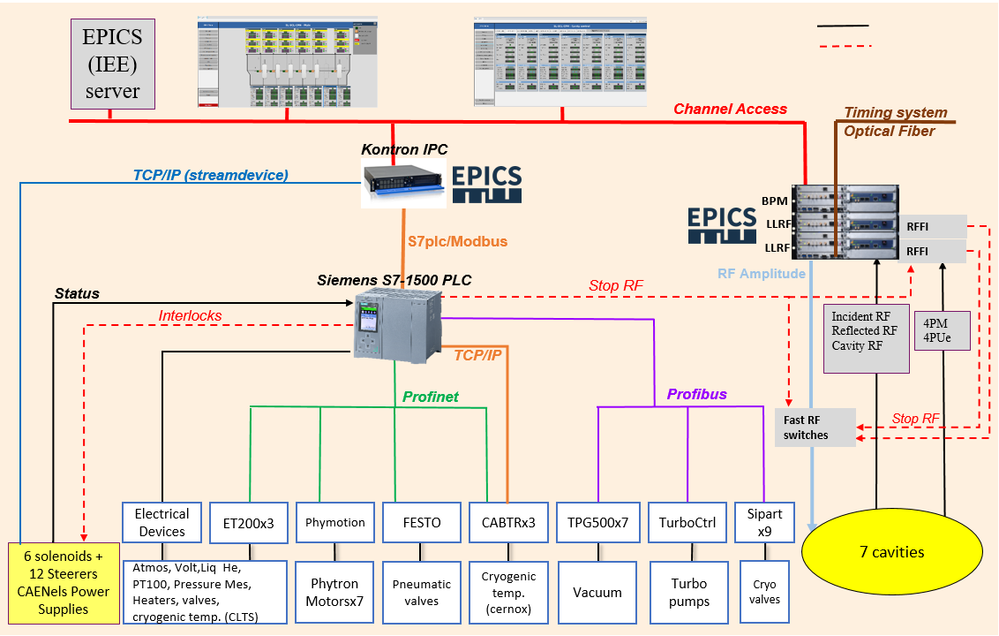 EPICS
(IEE)
server
Channel Access
Timing system
Optical Fiber
Kontron IPC
TCP/IP (streamdevice)
EPICS
BPM
EPICS
LLRF
RFFI
S7plc/Modbus
LLRF
RFFI
RF Amplitude
Siemens S7-1500 PLC
Stop RF
Status
Interlocks
Incident RF
Reflected RF
Cavity RF
4PM
4PUe
TCP/IP
Profinet
Profibus
Fast RF
switches
Stop RF
Electrical
Devices
ET200x3
Phymotion
FESTO
CABTRx3
TPG500x7
TurboCtrl
Sipart
x9
6 solenoids +
12 Steerers
CAENels Power
Supplies
Atmos, Volt,Liq He,
PT100, Pressure Mes,
Heaters, valves,
cryogenic temp. (CLTS)
Phytron
Motorsx7
Pneumatic
valves
Cryogenic
temp.
(cernox)
Vacuum
Turbo
pumps
Cryo
valves
7 cavities